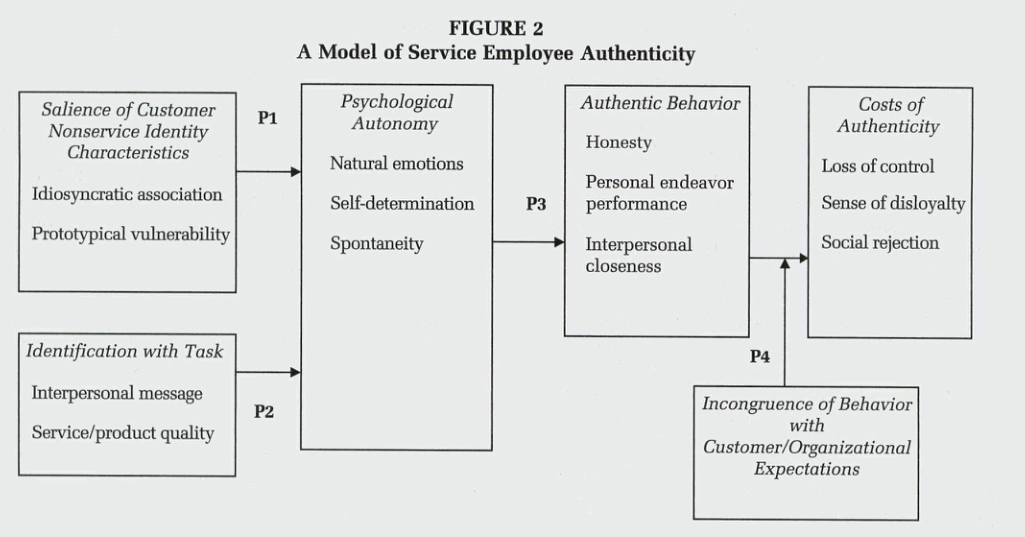 FIGURE 2
A Model of Service Employee Authenticity
Salience of Customer
Nonservice Identity
Characteristics
Idiosyncratic association
Prototypical vulnerability
P1
Identification with Task
Interpersonal message
Service/product quality
P2
Psychological
Autonomy
Natural emotions
Self-determination
Spontaneity
P3
Authentic Behavior
Honesty
Personal endeavor
performance
Interpersonal
closeness
Costs of
Authenticity
Loss of control
Sense of disloyalty
Social rejection
P4
Incongruence of Behavior
with
Customer/Organizational
Expectations